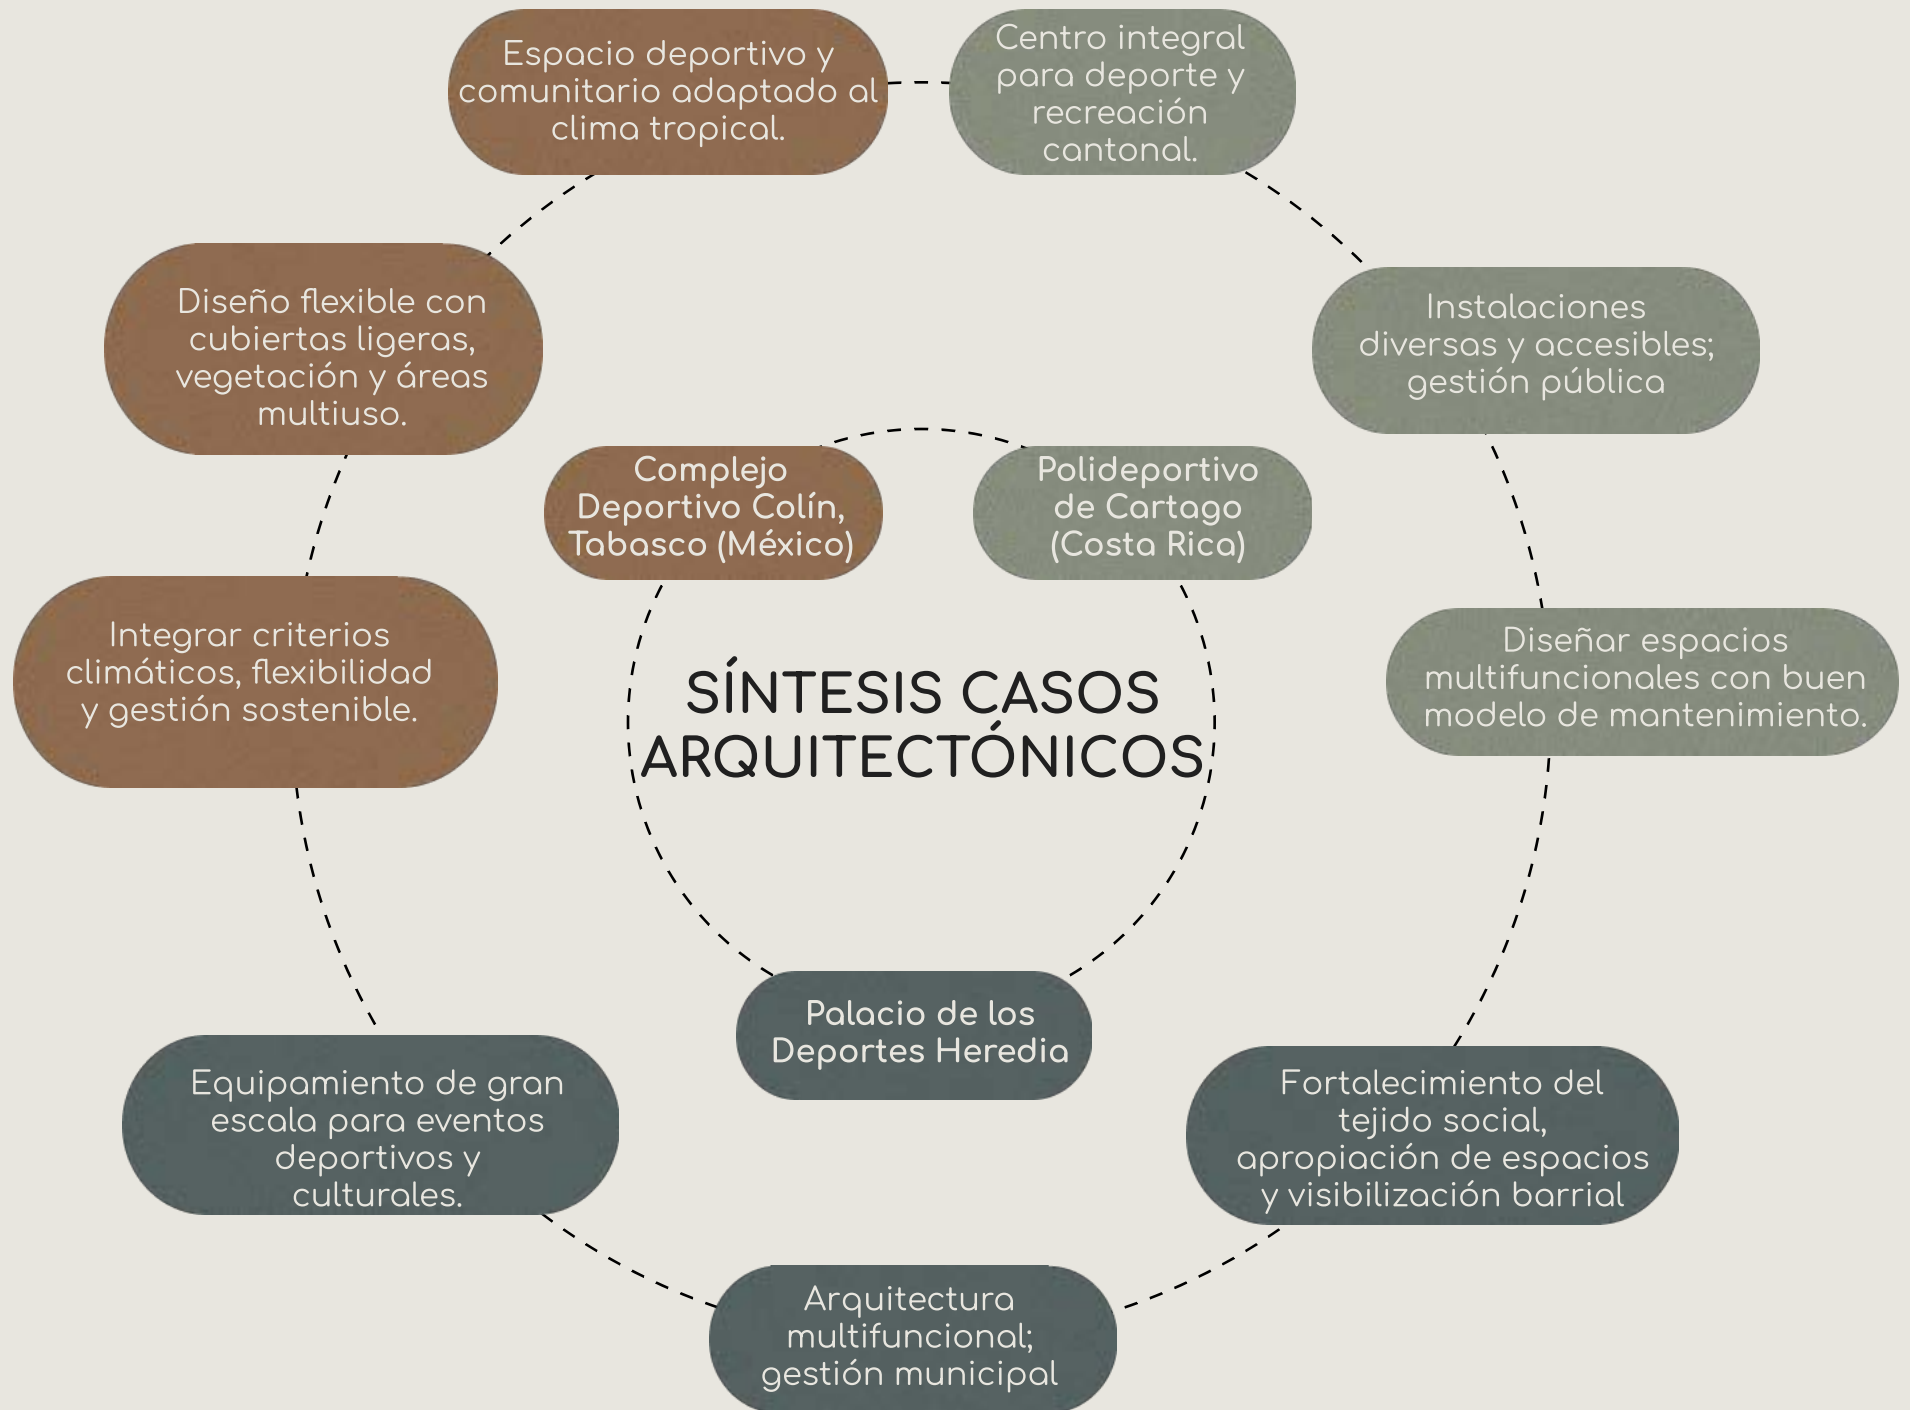 Espacio deportivo y
comunitario adaptado al
clima tropical.
Centro integral
para deporte y
recreación
cantonal.
Diseño flexible con
cubiertas ligeras,
vegetación y áreas
multiuso.
Instalaciones
diversas y accesibles;
gestión pública
Complejo
Deportivo Colín,
Tabasco (México)
Polideportivo
de Cartago
(Costa Rica)
Integrar criterios
climáticos, flexibilidad
y gestión sostenible.
SÍNTESIS CASOS
ARQUITECTÓNICOS
Diseñar espacios
multifuncionales con buen
modelo de mantenimiento.
Palacio de los
Deportes Heredia
Equipamiento de gran
escala para eventos
deportivos y
culturales.
Fortalecimiento del
tejido social,
apropiación de espacios
y visibilización barrial
Arquitectura
multifuncional;
gestión municipal